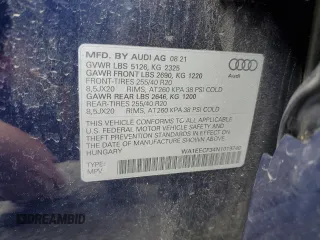 MFD. BY AUDI AG 08 21
GVWR LBS 5126, KG 2325
GAWR FRONT LBS 2690, KG 1220
FRONT-TIRES 255/40 R20
8,5JX20 RIMS, AT 260 KPA 38 PSI COLD
GAWR REAR LBS 2646, KG 1200
REAR-TIRES 255/40 R20
8,5JX20 RIMS, AT 260 KPA 38 PSI COLD
Audi
THIS VEHICLE CONFORMS TO ALL APPLICABLE
U.S. FEDERAL MOTOR VEHICLE SAFETY AND THEFT
PREVENTION STANDARDS IN EFFECT ON THE DATE
OF MANUFACTURE SHOWN ABOVE
HUNGARY
TYPE:
MPV
© DREAMBID